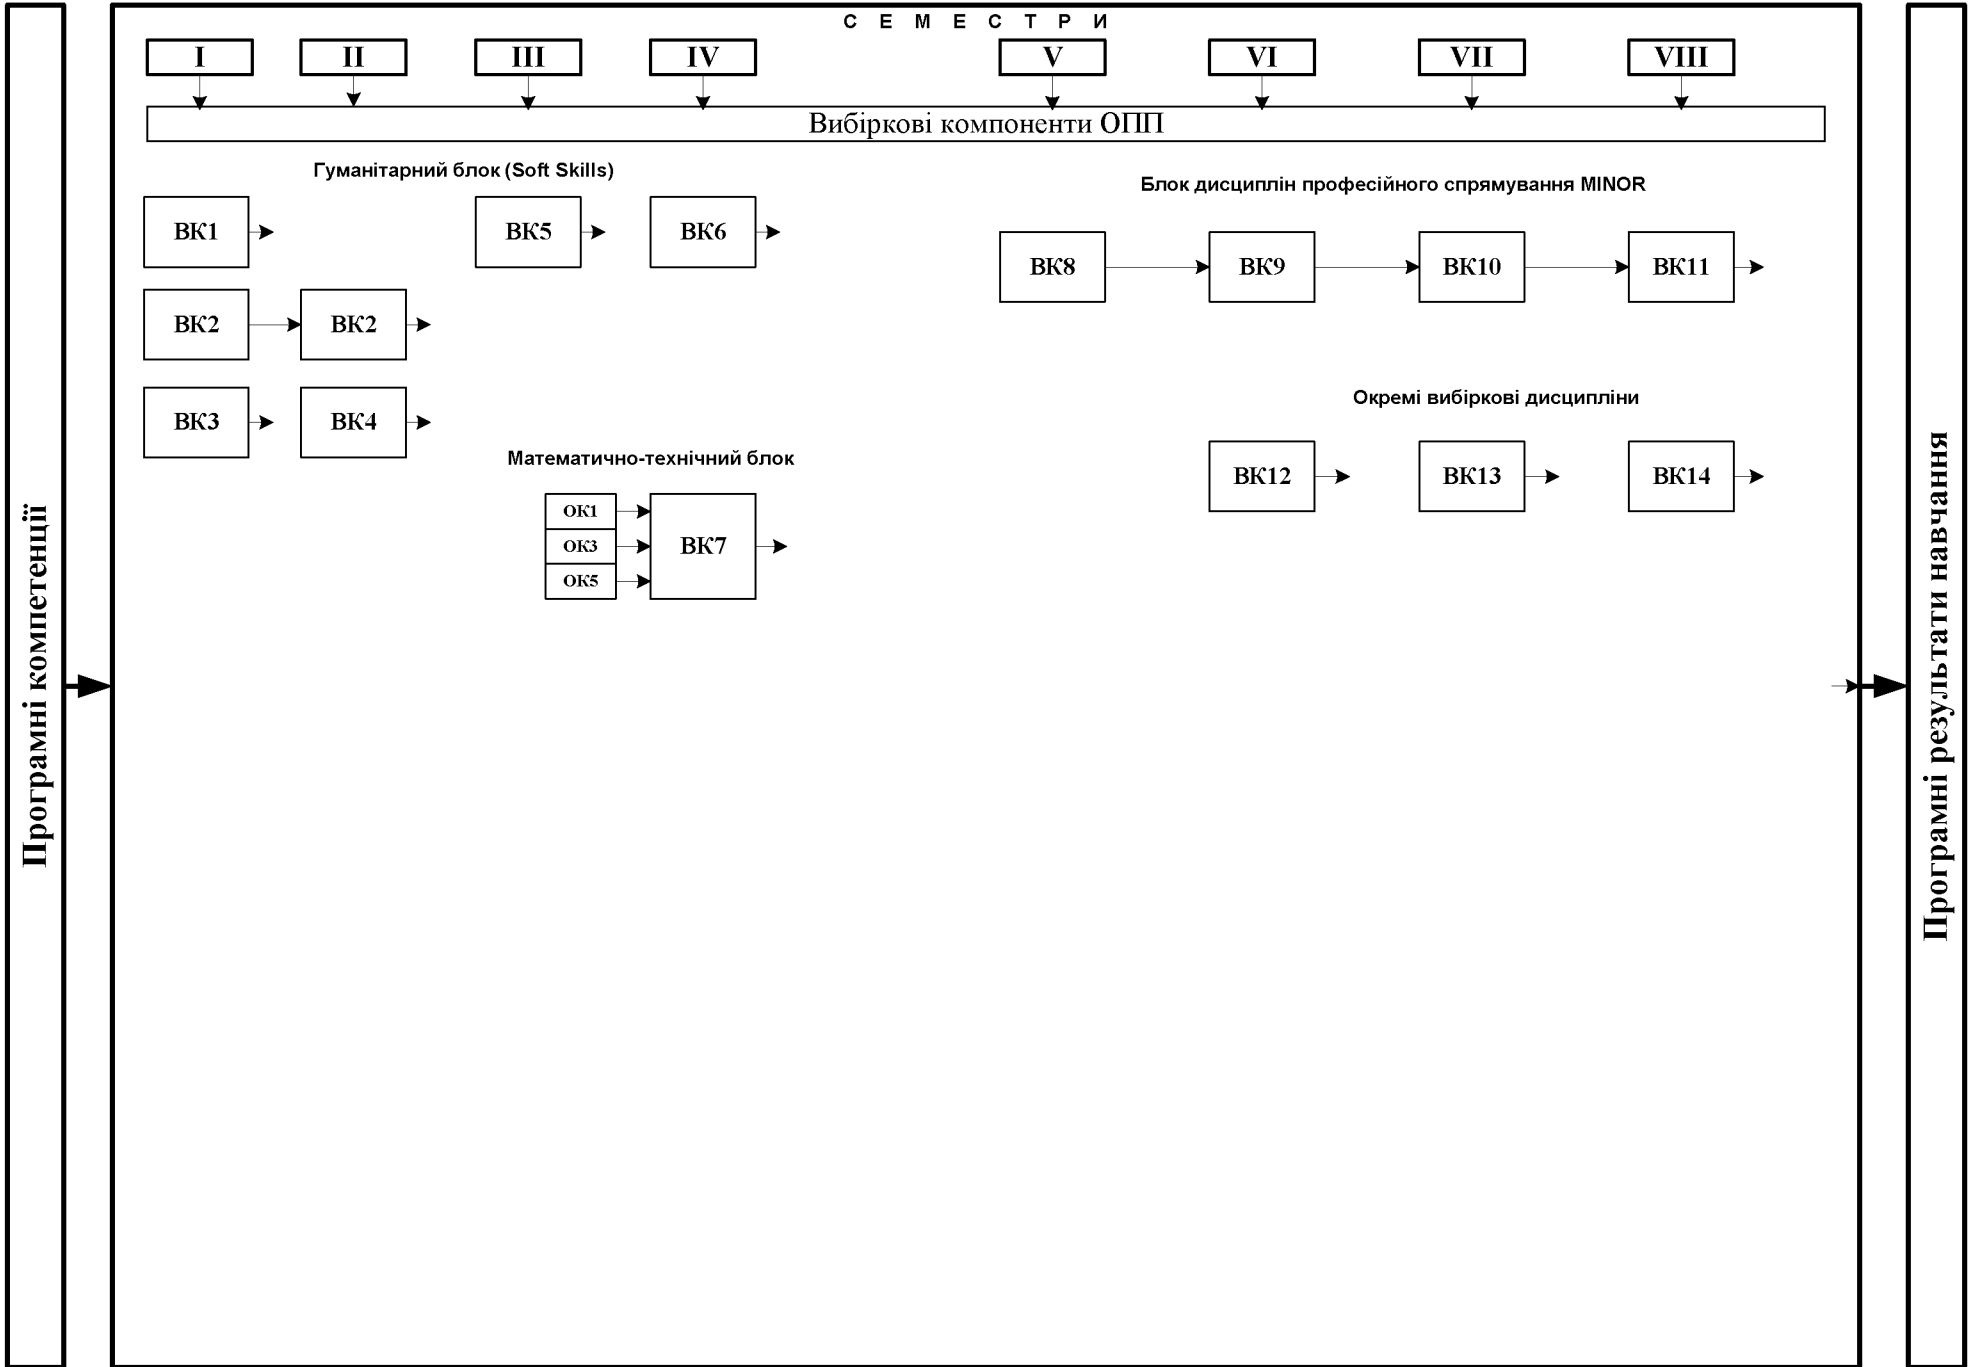 С Е М Е С Т Р И
I II III IV V VI VII VIII
Вибіркові компоненти ОПП
Гуманітарний блок (Soft Skills)
Блок дисциплін професійного спрямування MINOR
ВК1 ВК5 ВК6
ВК8 ВК9 ВК10 ВК11
ВК2 ВК2
Окремі вибіркові дисципліни
ВК3 ВК4
Математично-технічний блок
ВК12 ВК13 ВК14
ОК1
ОК3 ВК7
ОК5
Програмні компетенції
Програмні результати навчання